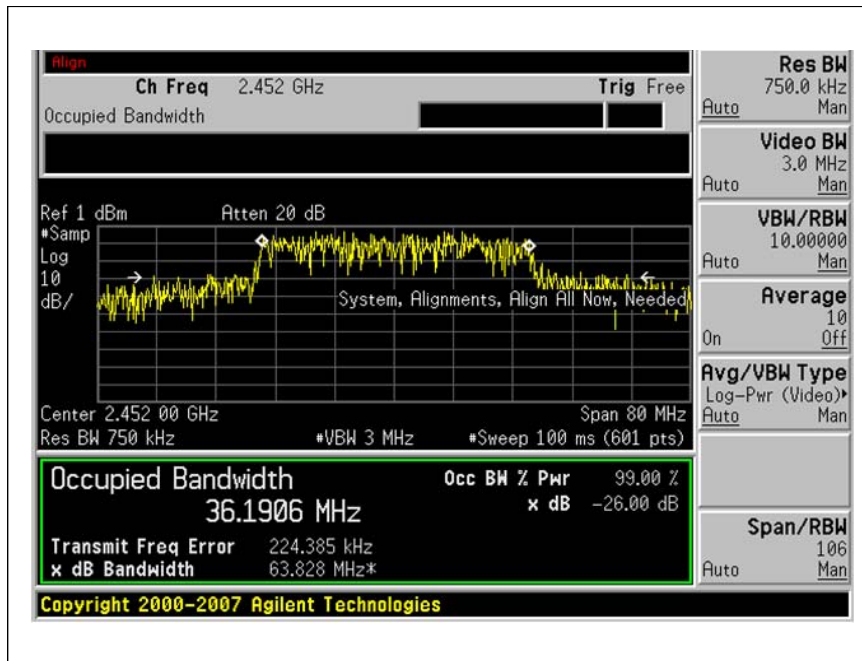 Align
Ch Freq 2.452 GHz Trig Free
Occupied Bandwidth
Ref 1 dBm Atten 20 dB
#Samp
Log
10
dB/
System, Alignments, Align All Now, Needed
Center 2.452 00 GHz Span 80 MHz
Res BW 750 kHz #VBW 3 MHz #Sweep 100 ms (601 pts)
Occupied Bandwidth
36.1906 MHz
Occ BW % Pwr 99.00 %
x dB -26.00 dB
Transmit Freq Error 224.385 kHz
x dB Bandwidth 63.828 MHz*
Copyright 2000-2007 Agilent Technologies
Res BW
750.0 kHz
Auto Man
Video BW
3.0 MHz
Auto Man
VBW/RBW
10.00000
Auto Man
Average
10
On Off
Avg/VBW Type
Log-Pwr (Video)
Auto Man
Span/RBW
106
Auto Man